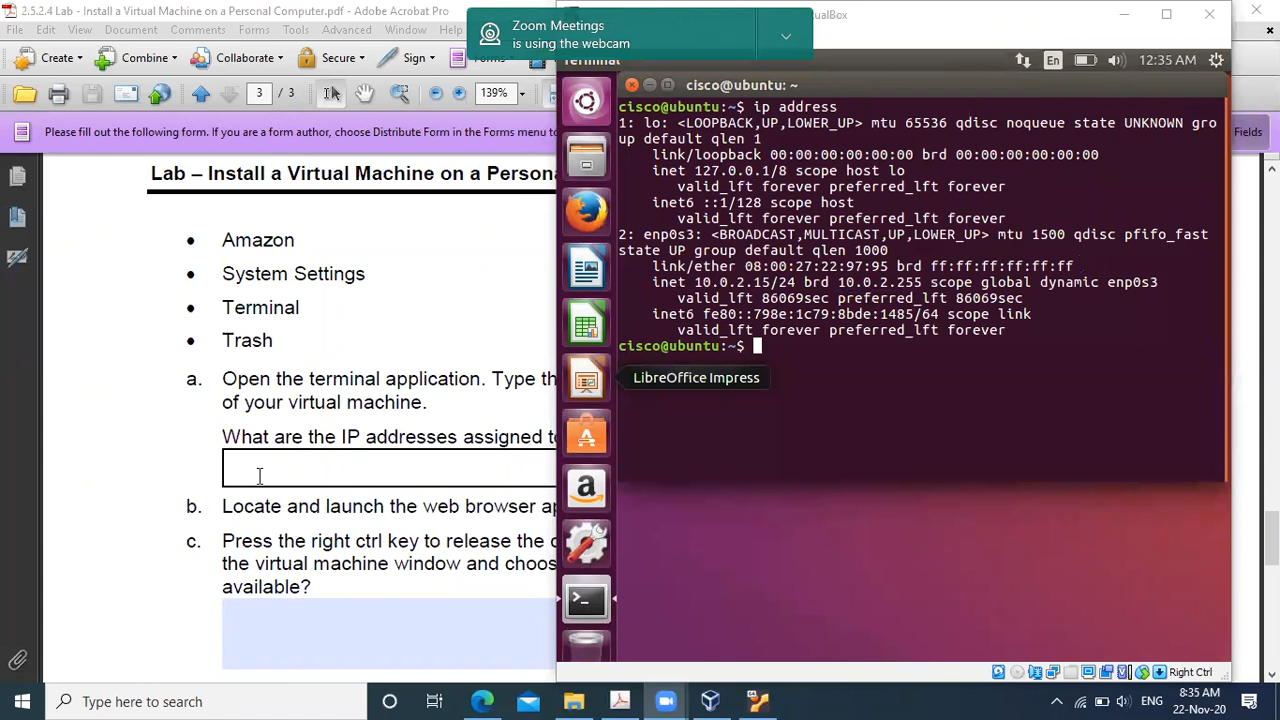 2.5.2.4 Lab - Install a Virtual Machine on a Personal C
.pdf - Adobe Acrobat Pro
ualBox
Zoom Meetings
is using the webcam
File
Edit
View
Window
Help
Create
Combine
Collaborate
Secure
Sign
Forms
3 / 3
139%
Please fill out the following form. If you are a form author, choose Distribute Form in the Forms menu to
Fields
Lab – Install a Virtual Machine on a Persona
Amazon
System Settings
Terminal
Trash
a. Open the terminal application. Type th
of your virtual machine.
What are the IP addresses assigned to
b. Locate and launch the web browser ap
c. Press the right ctrl key to release the c
the virtual machine window and choos
available?
Terminal
En
12:35 AM
cisco@ubuntu: ~
cisco@ubuntu:~$ ip address
1: lo: <LOOPBACK,UP,LOWER_UP> mtu 65536 qdisc noqueue state UNKNOWN gro
up default qlen 1
link/loopback 00:00:00:00:00:00 brd 00:00:00:00:00:00
inet 127.0.0.1/8 scope host lo
valid_lft forever preferred_lft forever
inet6 ::1/128 scope host
valid_lft forever preferred_lft forever
2: enp0s3: <BROADCAST,MULTICAST,UP,LOWER_UP> mtu 1500 qdisc pfifo_fast
state UP group default qlen 1000
link/ether 08:00:27:22:97:95 brd ff:ff:ff:ff:ff:ff
inet 10.0.2.15/24 brd 10.0.2.255 scope global dynamic enp0s3
valid_lft 86069sec preferred_lft 86069sec
inet6 fe80::798e:1c79:8bde:1485/64 scope link
valid_lft forever preferred_lft forever
cisco@ubuntu:~$
LibreOffice Impress
Right Ctrl
Type here to search
8:35 AM
22-Nov-20